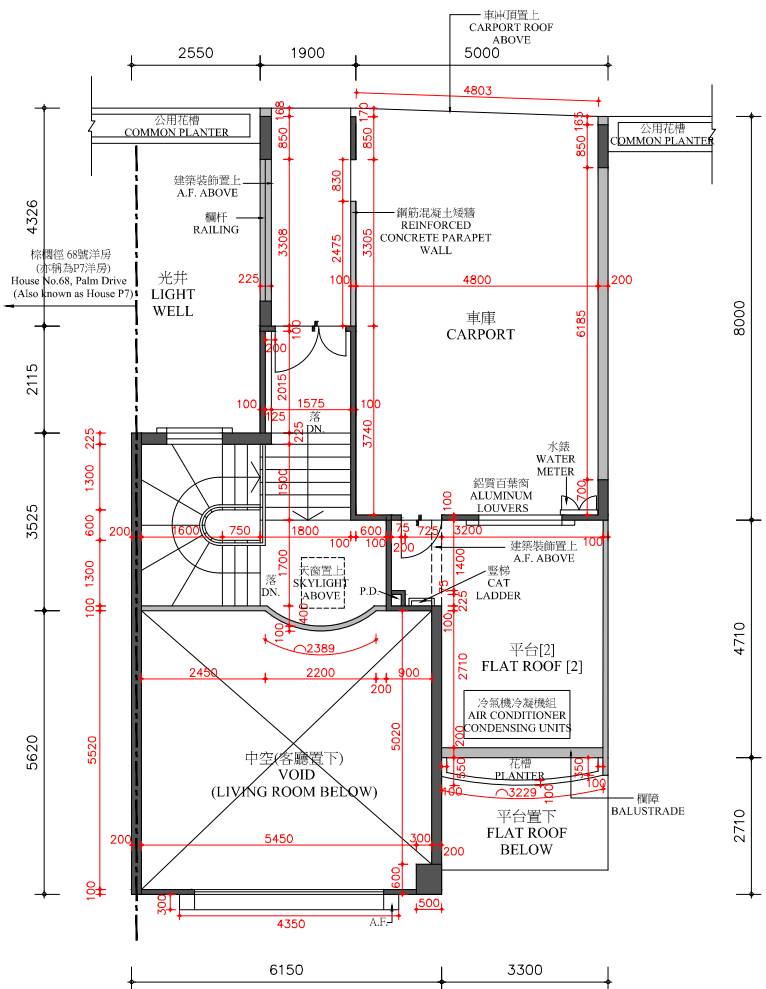 車庫頂置上
CARPORT ROOF
ABOVE
2550
1900
5000
4803
168
170
165
850
850
850
公用花槽
COMMON PLANTER
公用花槽
COMMON PLANTER
建築裝飾置上
A.F. ABOVE
欄杆
RAILING
830
4326
3308
2475
3305
鋼筋混凝土矮牆
REINFORCED
CONCRETE PARAPET
WALL
棕櫚徑 68號洋房
(亦稱為P7洋房)
House No.68, Palm Drive
(Also known as House P7)
光井
LIGHT
WELL
225
100
4800
200
6185
8000
車庫
CARPORT
100
200
2115
2015
100
1575
100
125
落
DN.
225
225
3740
水錶
WATER
METER
鋁質百葉窗
ALUMINUM
LOUVERS
700
1300
1500
3525
600
100
200
1600
750
1800
600
75
725
3200
100
100
100
200
建築裝飾置上
A.F. ABOVE
1300
1700
1400
天窗置上
SKYLIGHT
ABOVE
落
DN.
P.D.
豎梯
CAT
LADDER
75
225
100
400
100
100
2389
平台[2]
FLAT ROOF [2]
4710
2710
2450
2200
900
200
冷氣機冷凝機組
AIR CONDITIONER
CONDENSING UNITS
5620
5520
5020
200
中空(客廳置下)
VOID
(LIVING ROOM BELOW)
花槽
PLANTER
550
350
100
100
100
3229
欄障
BALUSTRADE
平台置下
FLAT ROOF
BELOW
2710
200
5450
300
200
600
100
300
4350
500
A.F.
6150
3300